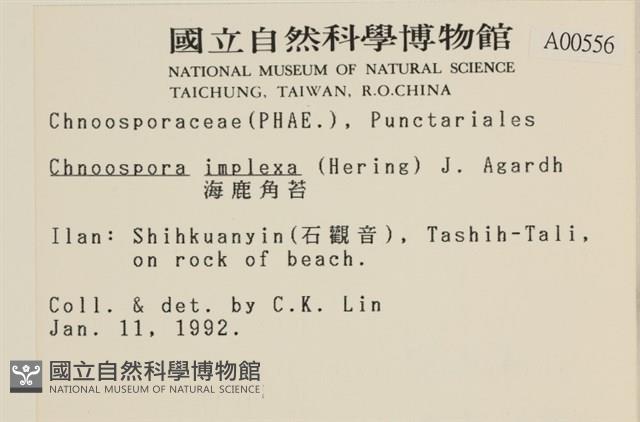 國立自然科學博物館
A00556
NATIONAL MUSEUM OF NATURAL SCIENCE
TAICHUNG, TAIWAN, R.O.CHINA
Chnoosporaceae(PHAE.), Punctariales
Chnoospora implexa (Hering) J. Agardh
海鹿角苔
Ilan: Shihkuanyin(石觀音), Tashih-Tali,
on rock of beach.
Coll. & det. by C.K. Lin
Jan. 11, 1992.
國立自然科學博物館
NATIONAL MUSEUM OF NATURAL SCIENCE